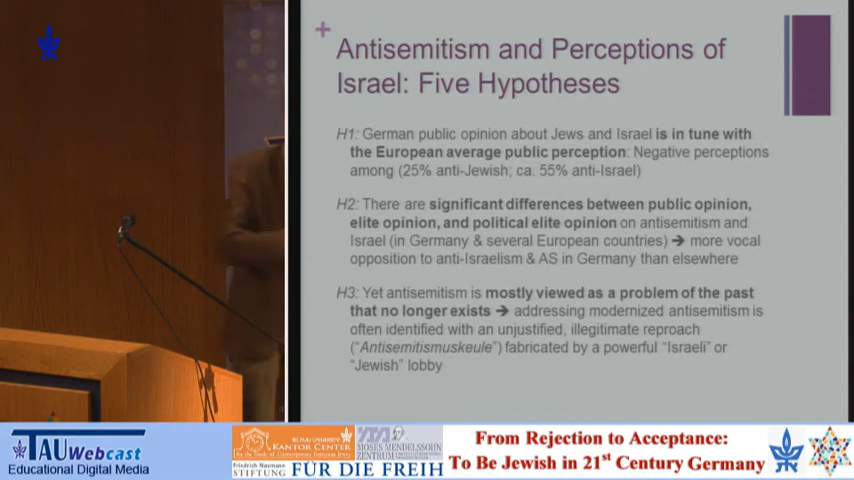 +
Antisemitism and Perceptions of
Israel: Five Hypotheses
H1: German public opinion about Jews and Israel is in tune with
the European average public perception: Negative perceptions
among (25% anti-Jewish; ca. 55% anti-Israel)
H2: There are significant differences between public opinion,
elite opinion, and political elite opinion on antisemitism and
Israel (in Germany & several European countries) ➔ more vocal
opposition to anti-Israelism & AS in Germany than elsewhere
H3: Yet antisemitism is mostly viewed as a problem of the past
that no longer exists ➔ addressing modernized antisemitism is
often identified with an unjustified, illegitimate reproach
("Antisemitismuskeule") fabricated by a powerful "Israeli" or
"Jewish" lobby
TAU Webcast
Educational Digital Media
KANTOR CENTER
MOSES MENDELSSOHN
ZENTRUM
Friedrich Naumann
STIFTUNG FÜR DIE FREIH
From Rejection to Acceptance:
To Be Jewish in 21st Century Germany